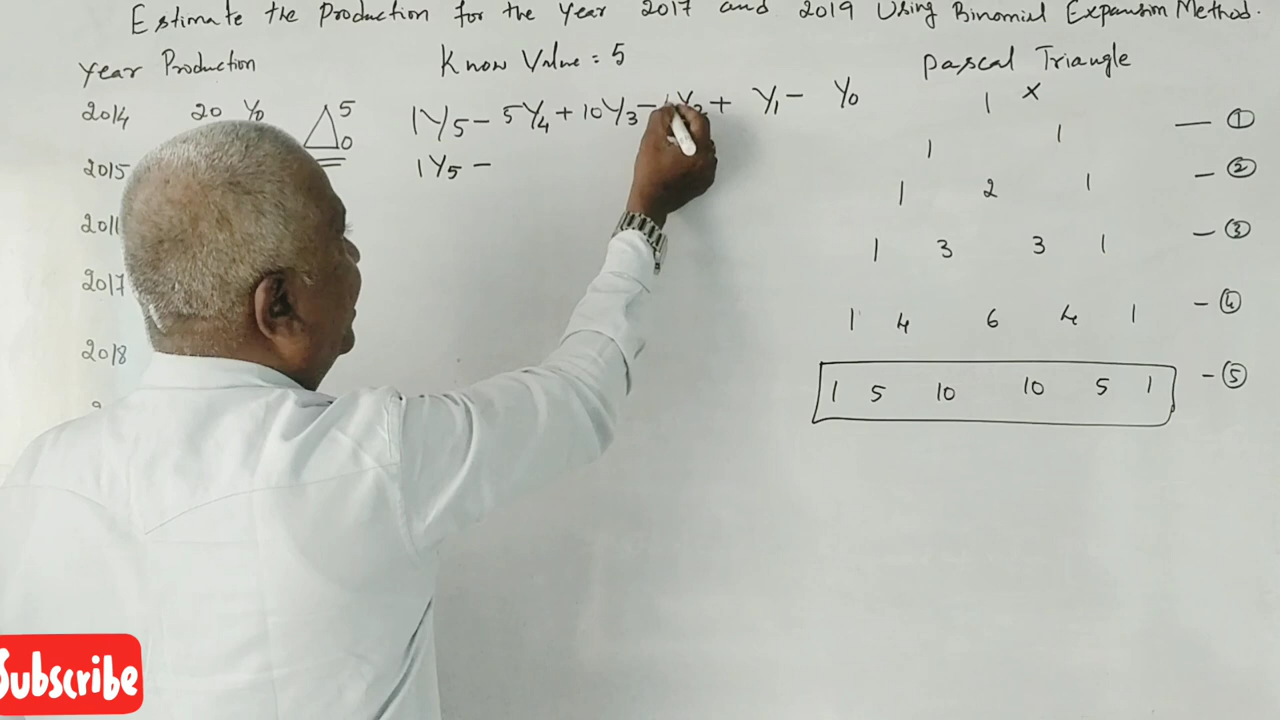 Estimate the Production for the Year 2017 and 2019 Using Binomial Expansion Method.
Year Production
Know Value = 5
Pascal Triangle
2014 20 Y0
Δ5 0
1Y5 - 5Y4 + 10Y3 - 1Y2 + Y1 - Y0
1Y5 -
2015
2011
2017
2018
1 ×
1 1 — ①
1 2 1 — ②
1 3 3 1 — ③
1 4 6 4 1 — ④
1 5 10 10 5 1 — ⑤
Subscribe